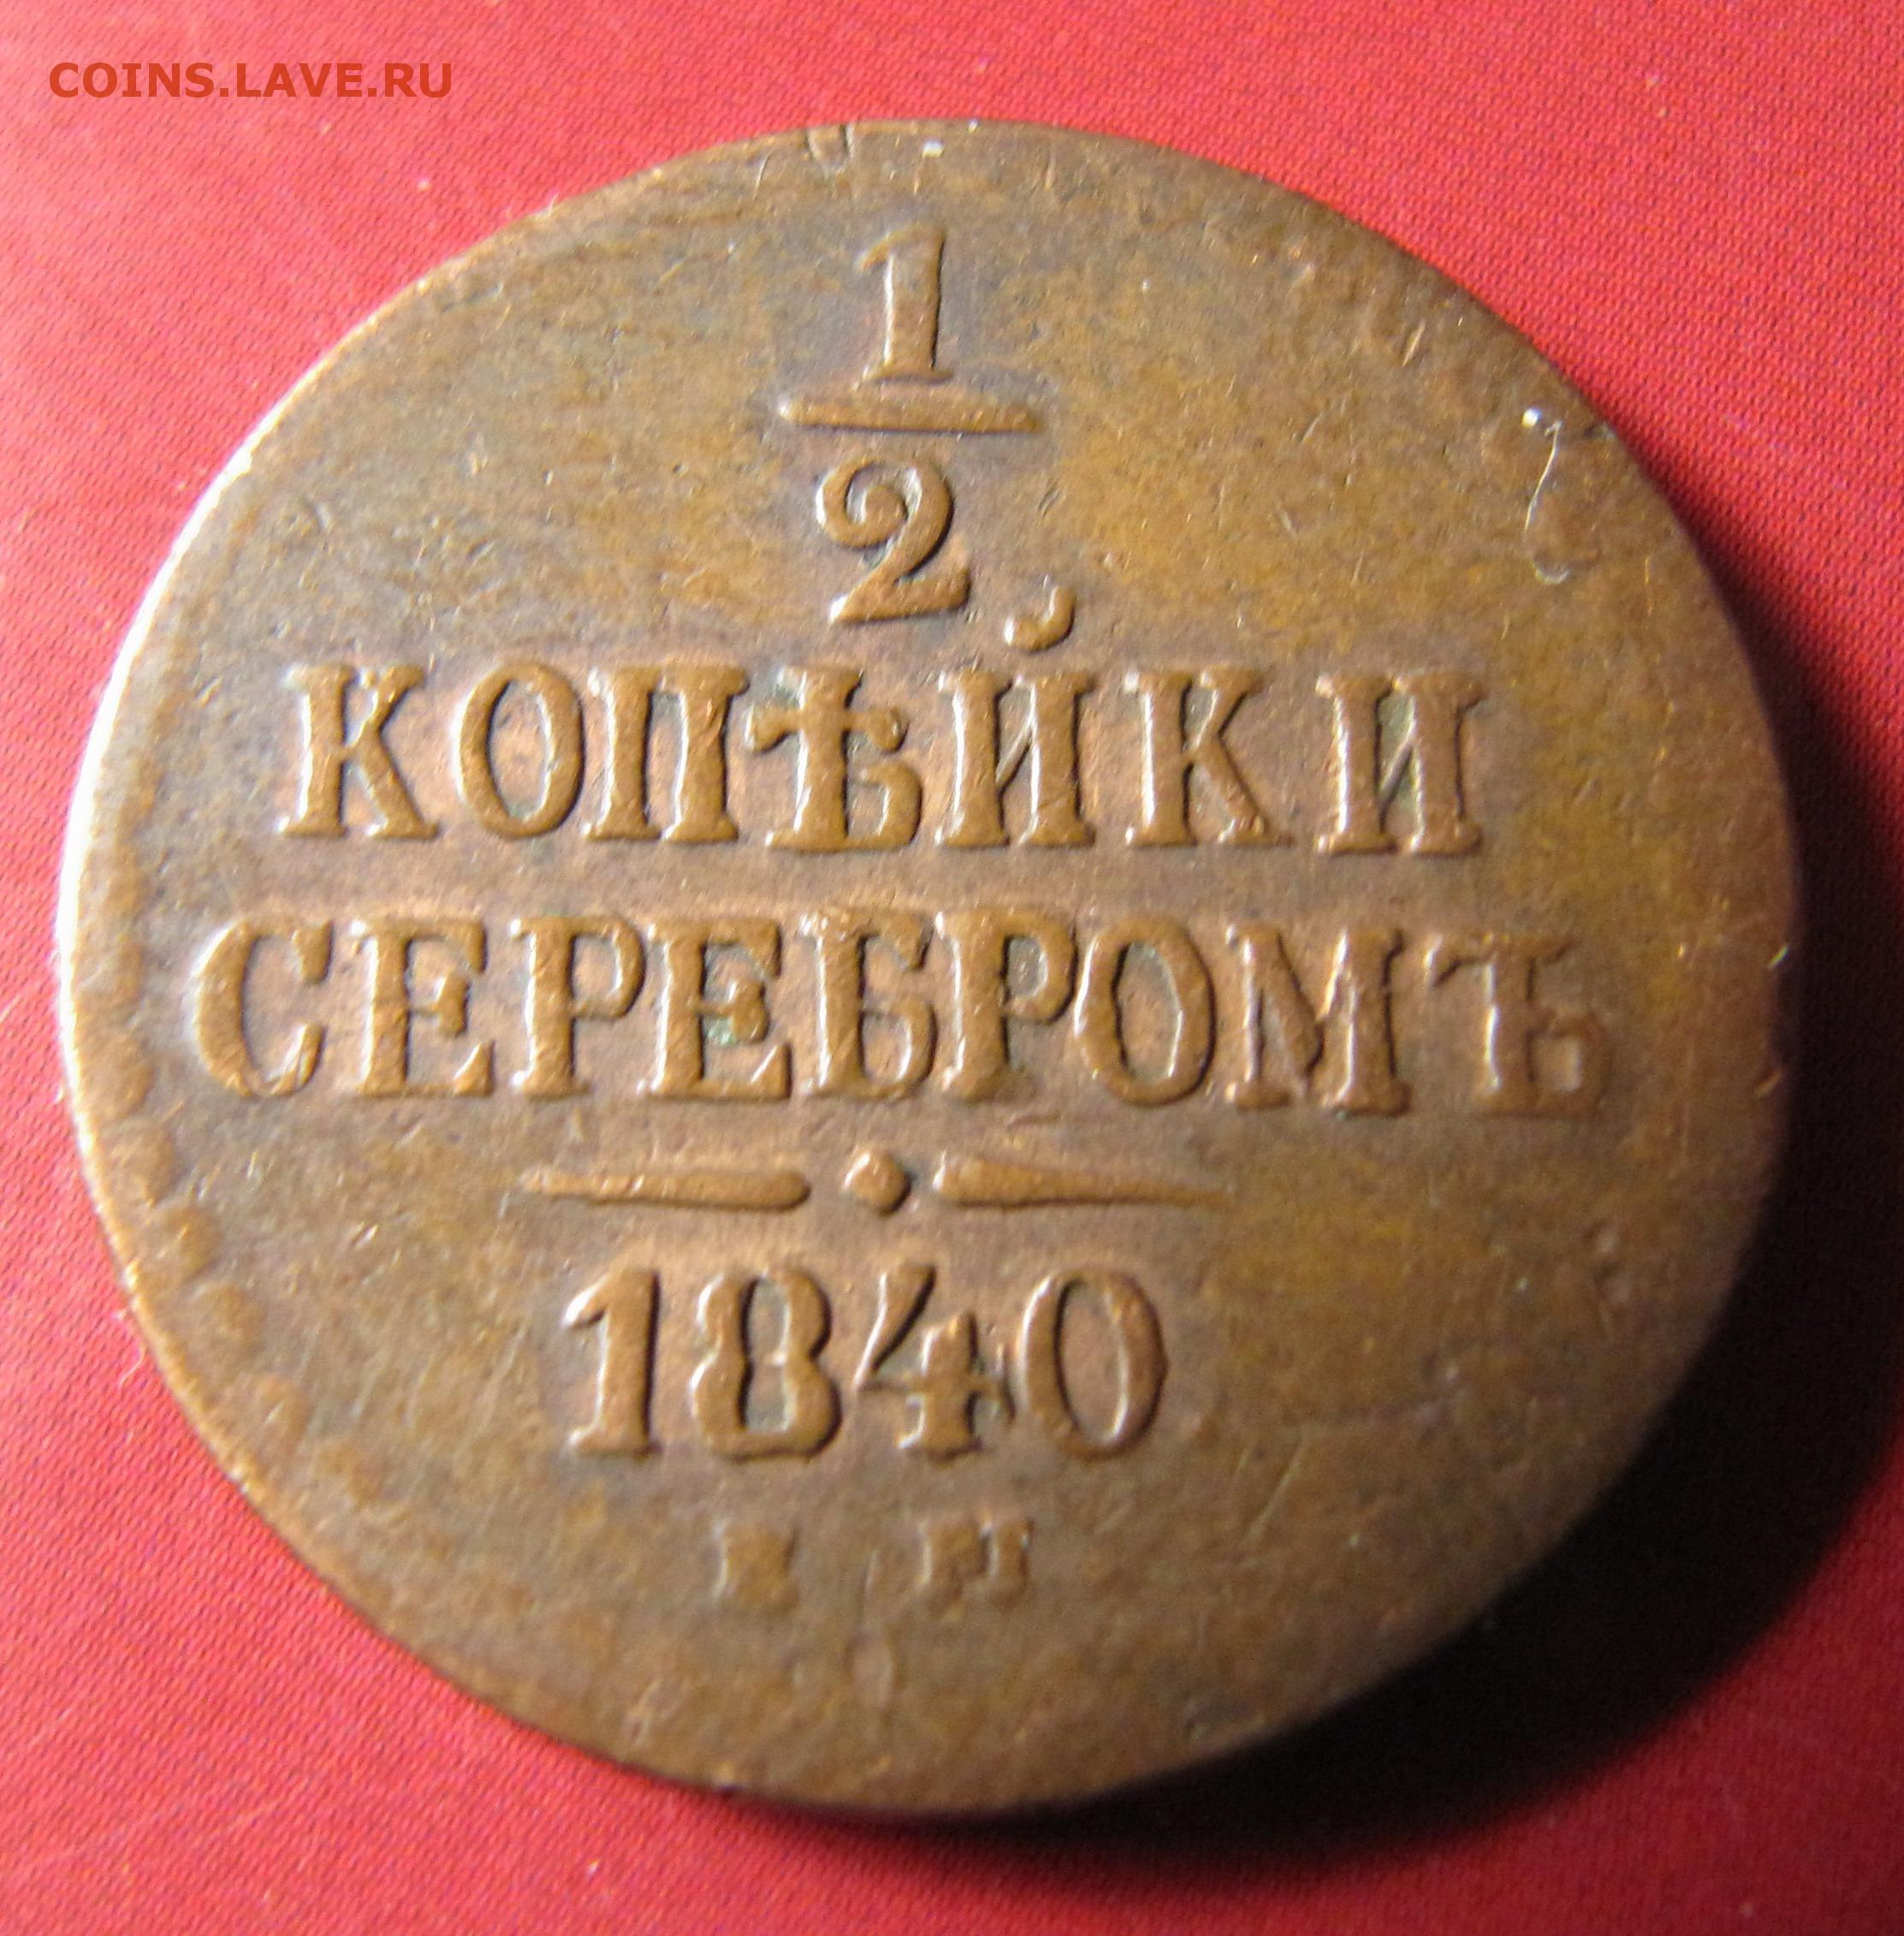 COINS.LAVE.RU
1
2
КОПѢЙКИ
СЕРЕБРОМЪ
1840